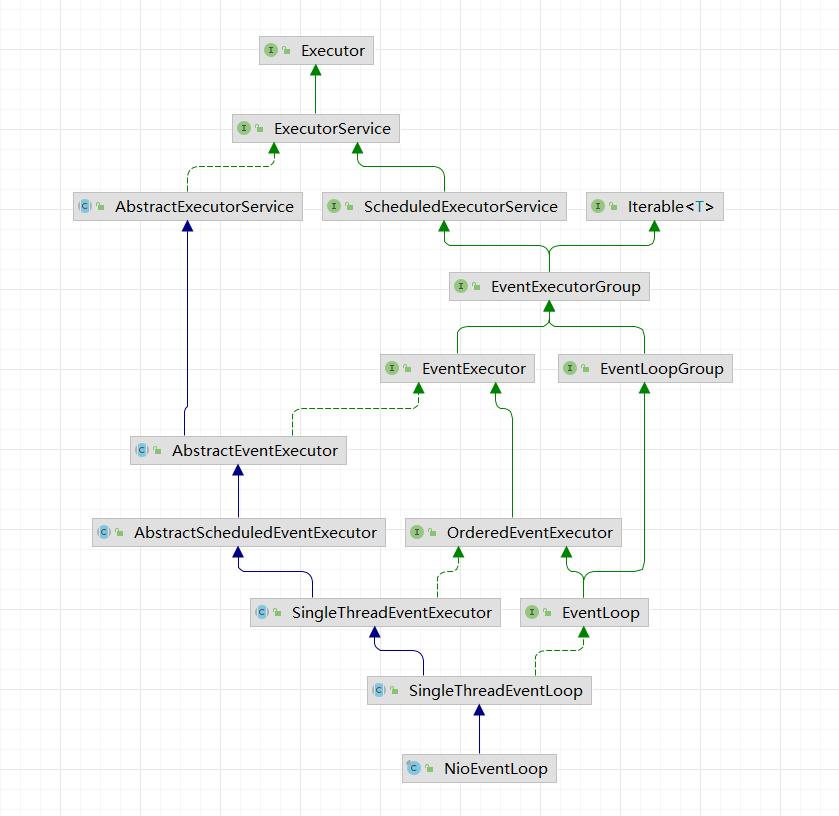 I Executor
I ExecutorService
C AbstractExecutorService
I ScheduledExecutorService
I Iterable<T>
I EventExecutorGroup
I EventExecutor
I EventLoopGroup
C AbstractEventExecutor
C AbstractScheduledEventExecutor
I OrderedEventExecutor
C SingleThreadEventExecutor
I EventLoop
C SingleThreadEventLoop
C NioEventLoop